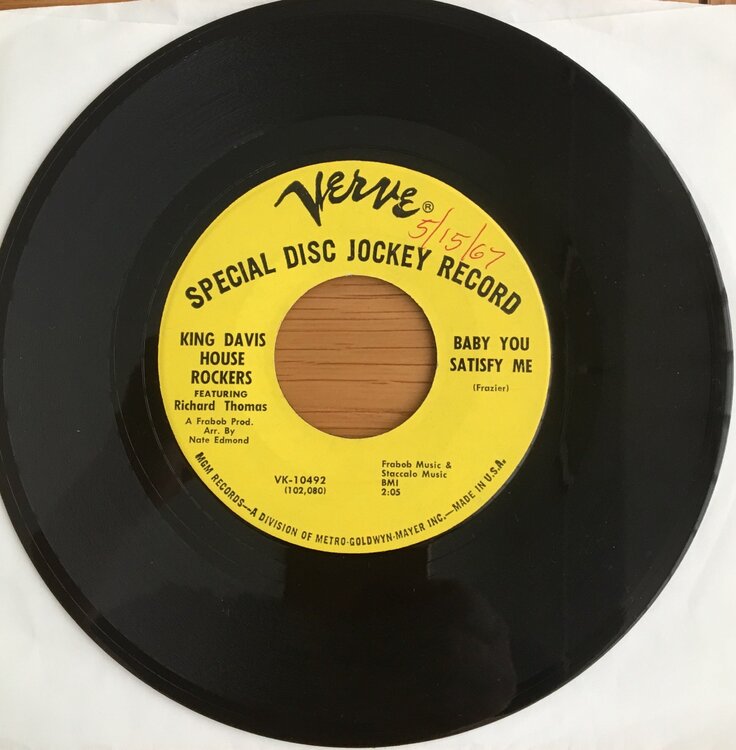 VERVE®
5/15/67
SPECIAL DISC JOCKEY RECORD
KING DAVIS
HOUSE
ROCKERS
FEATURING
Richard Thomas
A Frabob Prod.
Arr. By
Nate Edmond
BABY YOU
SATISFY ME
(Frazier)
VK-10492
(102,080)
Frabob Music &
Staccalo Music
BMI
2:05
MGM RECORDS—A DIVISION OF METRO-GOLDWYN-MAYER INC.—MADE IN U.S.A.